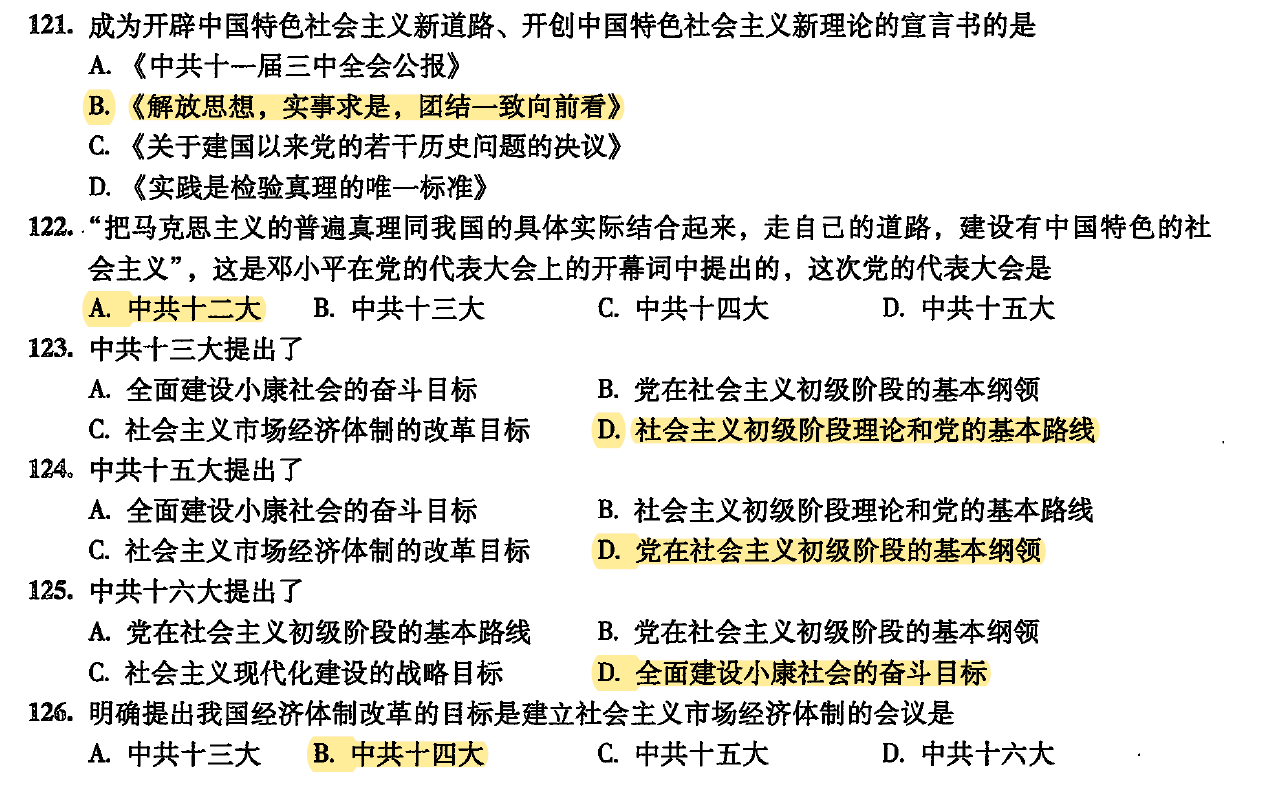 121. 成为开辟中国特色社会主义新道路、开创中国特色社会主义新理论的宣言书的是
A. 《中共十一届三中全会公报》
B. 《解放思想，实事求是，团结一致向前看》
C. 《关于建国以来党的若干历史问题的决议》
D. 《实践是检验真理的唯一标准》
122. “把马克思主义的普遍真理同我国的具体实际结合起来，走自己的道路，建设有中国特色的社
会主义”，这是邓小平在党的代表大会上的开幕词中提出的，这次党的代表大会是
A. 中共十二大 B. 中共十三大 C. 中共十四大 D. 中共十五大
123. 中共十三大提出了
A. 全面建设小康社会的奋斗目标 B. 党在社会主义初级阶段的基本纲领
C. 社会主义市场经济体制的改革目标 D. 社会主义初级阶段理论和党的基本路线
124。 中共十五大提出了
A. 全面建设小康社会的奋斗目标 B. 社会主义初级阶段理论和党的基本路线
C. 社会主义市场经济体制的改革目标 D. 党在社会主义初级阶段的基本纲领
125. 中共十六大提出了
A. 党在社会主义初级阶段的基本路线 B. 党在社会主义初级阶段的基本纲领
C. 社会主义现代化建设的战略目标 D. 全面建设小康社会的奋斗目标
126. 明确提出我国经济体制改革的目标是建立社会主义市场经济体制的会议是
A. 中共十三大 B. 中共十四大 C. 中共十五大 D. 中共十六大